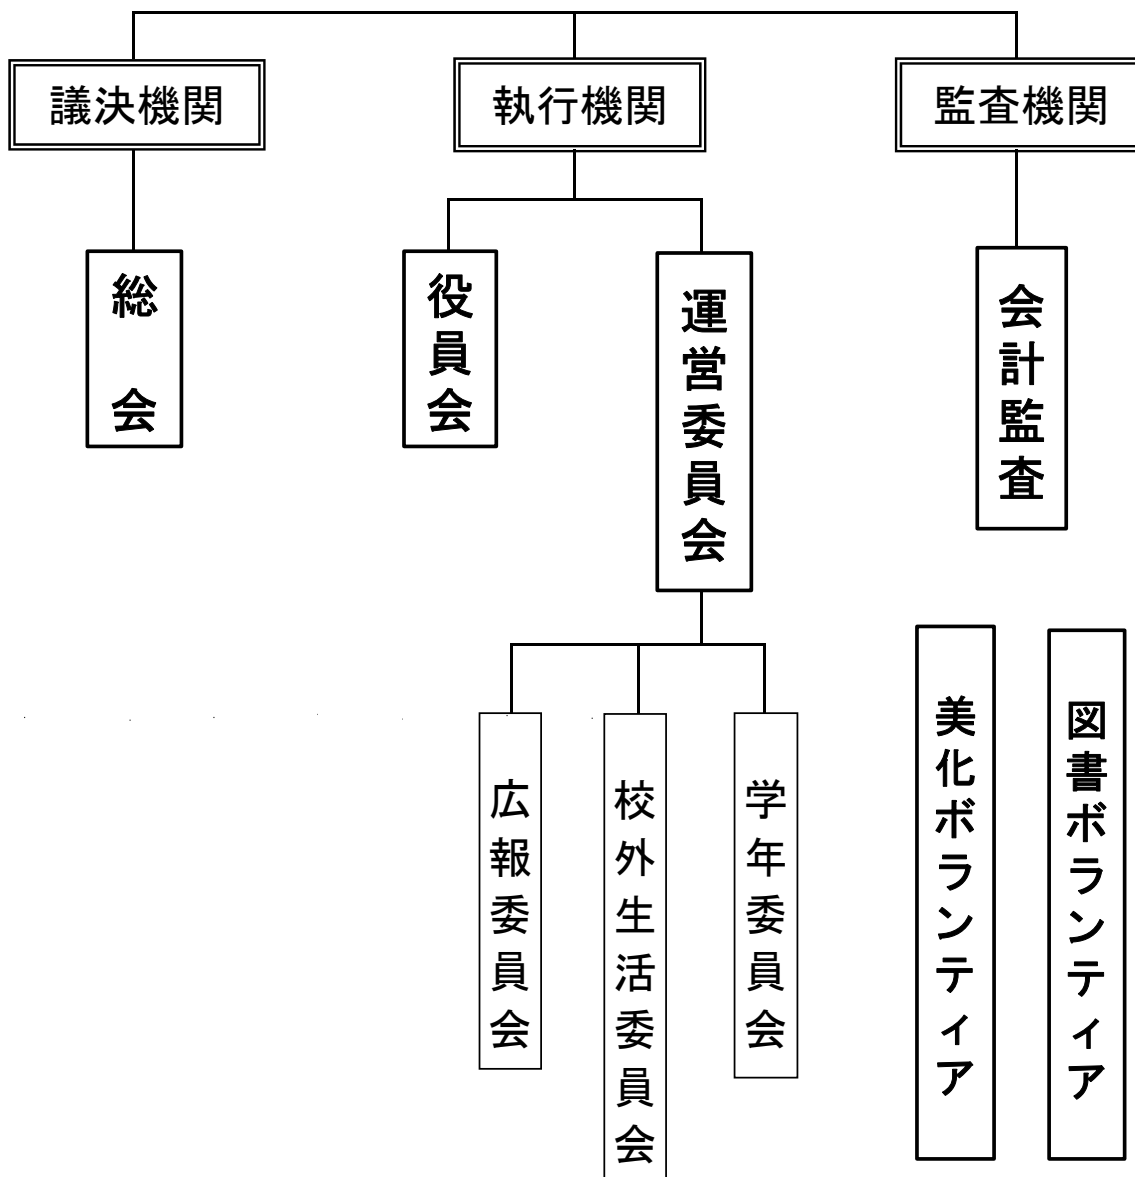 議決機関
執行機関
監査機関
総会
役員会
運営委員会
会計監査
広報委員会
校外生活委員会
学年委員会
美化ボランティア
図書ボランティア